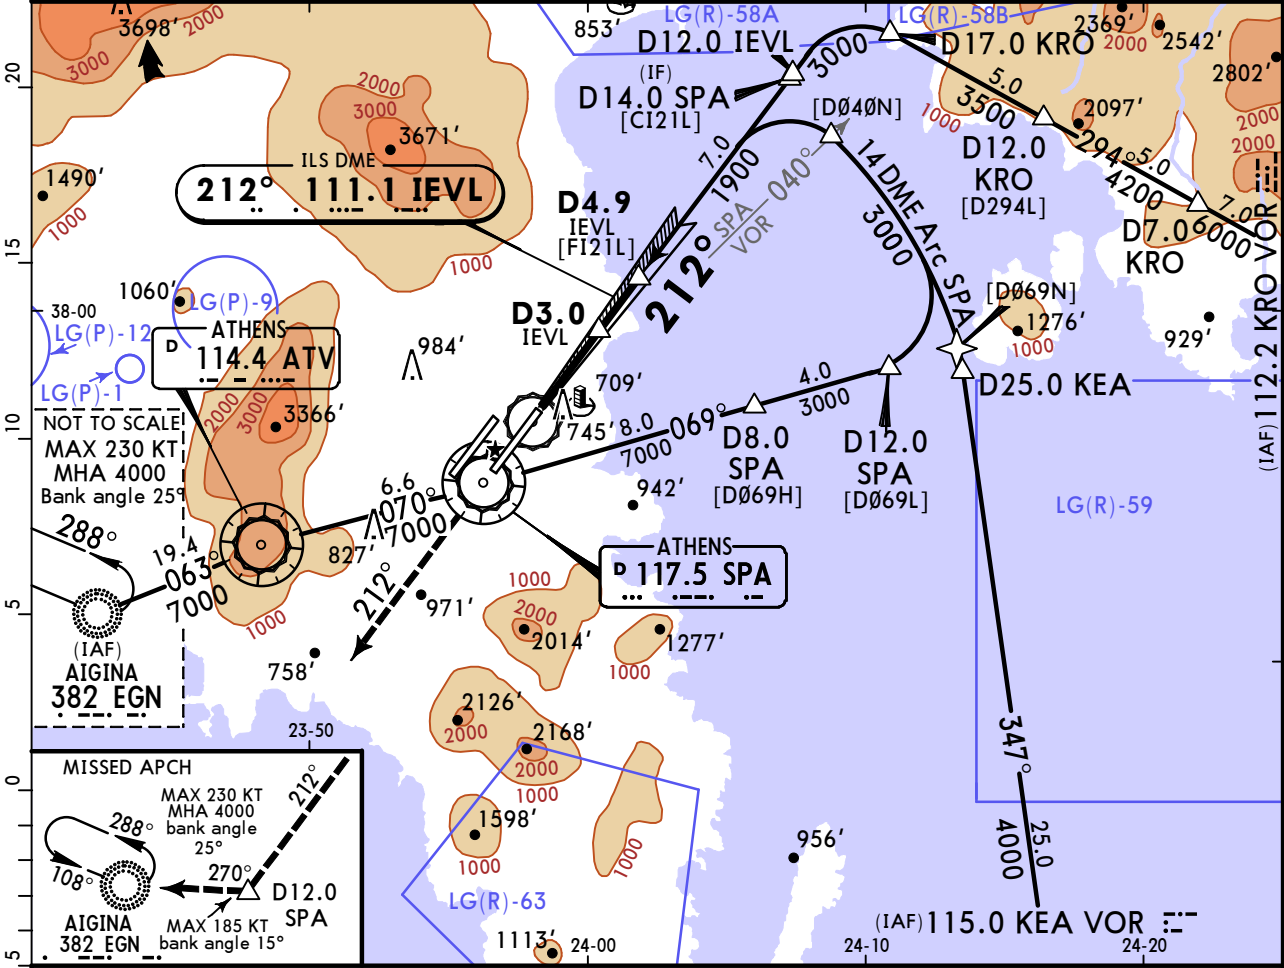 3698′
3000
853′
LG(R)-58A
LG(R)-58B
D12.0 IEVL
3000
D17.0 KRO
2369′
2000
2542′
2802′
20
2000
3000
3671′
(IF)
D14.0 SPA
[CI21L]
[DØ40N]
5.0
3500
1000
2097′
2000
2000
D12.0
KRO
[D294L]
294°
5.0
4200
7.0
6000
D7.0
KRO
1490′
1000
ILS DME
212° 111.1 IEVL
7.0
1900
SPA
VOR
040°
14 DME Arc SPA
3000
D4.9
IEVL
[FI21L]
212°
15
1000
1060′
LG(P)-9
38-00
LG(P)-12
LG(P)-1
ATHENS
D 114.4 ATV
D3.0
IEVL
984′
[DØ69N]
1276′
1000
929′
(IAF) 112.2 KRO VOR
2000
3000
3366′
709′
745′
4.0
3000
D25.0 KEA
10
NOT TO SCALE
MAX 230 KT
MHA 4000
Bank angle 25°
8.0
7000
069°
D8.0
SPA
[DØ69H]
D12.0
SPA
[DØ69L]
6.6
070°
7000
942′
LG(R)-59
288°
19.4
063°
7000
827′
ATHENS
D 117.5 SPA
212°
971′
5
1000
1000
2000
2014′
1277′
1000
(IAF)
AIGINA
382 EGN
758′
2126′
2000
2168′
2000
1000
23-50
347°
25.0
4000
0
MISSED APCH
MAX 230 KT
MHA 4000
bank angle
25°
212°
288°
108°
270°
D12.0
SPA
AIGINA
382 EGN
MAX 185 KT
bank angle 15°
1598′
1000
1000
956′
LG(R)-63
1113′
(IAF) 115.0 KEA VOR
5
24-00
24-10
24-20